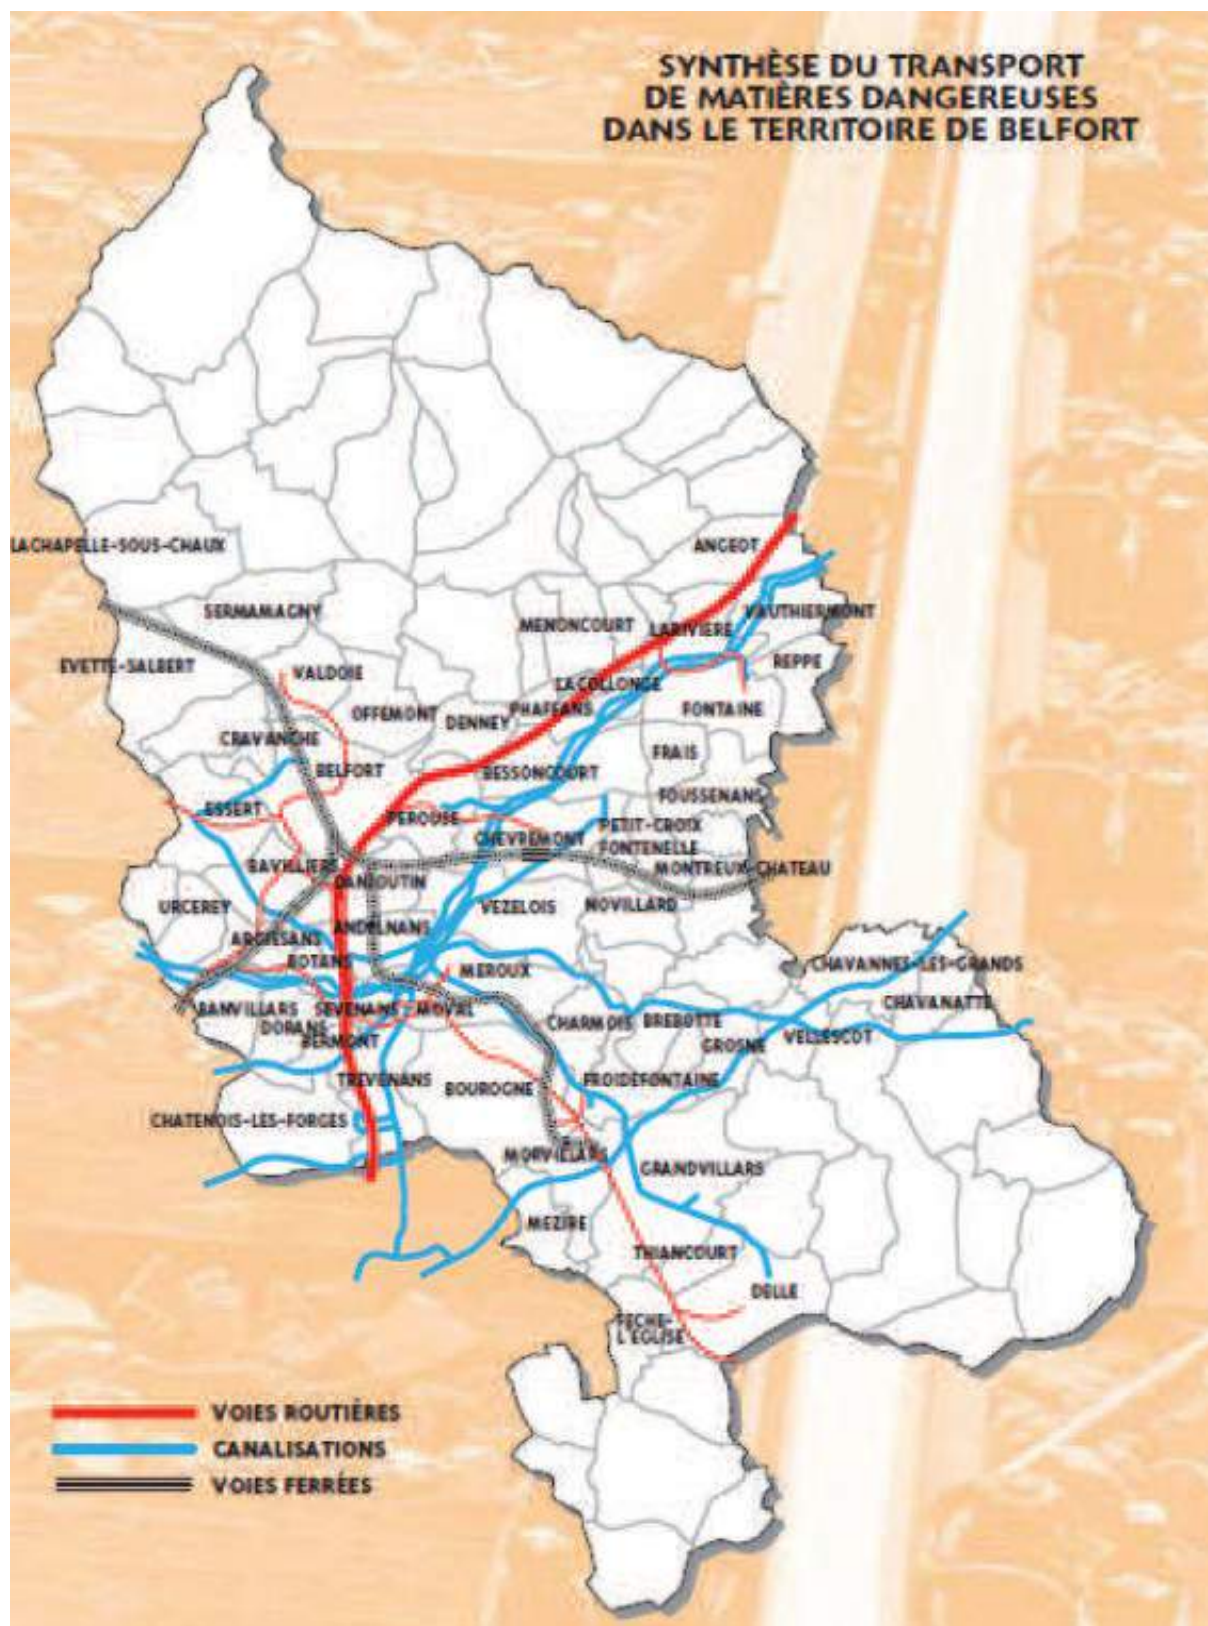 SYNTHÈSE DU TRANSPORT
DE MATIÈRES DANGEREUSES
DANS LE TERRITOIRE DE BELFORT
ANGEOT
LACHAPELLE-SOUS-CHAUX
SERMAMAGNY
MENONCOURT
LARIVIERE
VAUTHIERMONT
EVETTE-SALBERT
VALDOIE
REPPE
LACOLLONGE
OFFEMONT
DENNEY
PHAFFANS
FONTAINE
CRAVANCHE
FRAIS
BELFORT
BESSONCOURT
FOUSSENANS
ESSERT
PEROUSE
PETIT-CROIX
CHEVREMONT
FONTENELLE
BAVILLIERS
MONTREUX-CHATEAU
DANJOUTIN
URCEREY
VEZELOIS
NOVILLARD
ANDELNANS
ARGIESANS
BOTANS
MEROUX
CHAVANNES-LES-GRANDS
CHAVANATTE
BANVILLARS
SEVENANS
MOVAL
DORANS
CHARMOIS
BREBOTTE
BERMONT
GROSNE
VELLESCOT
TREVENANS
BOUROGNE
FROIDEFONTAINE
CHATENOIS-LES-FORGES
MORVILLARS
GRANDVILLARS
MEZIRE
THIANCOURT
DELLE
FECHE-
L'EGLISE
VOIES ROUTIÈRES
CANALISATIONS
VOIES FERRÉES